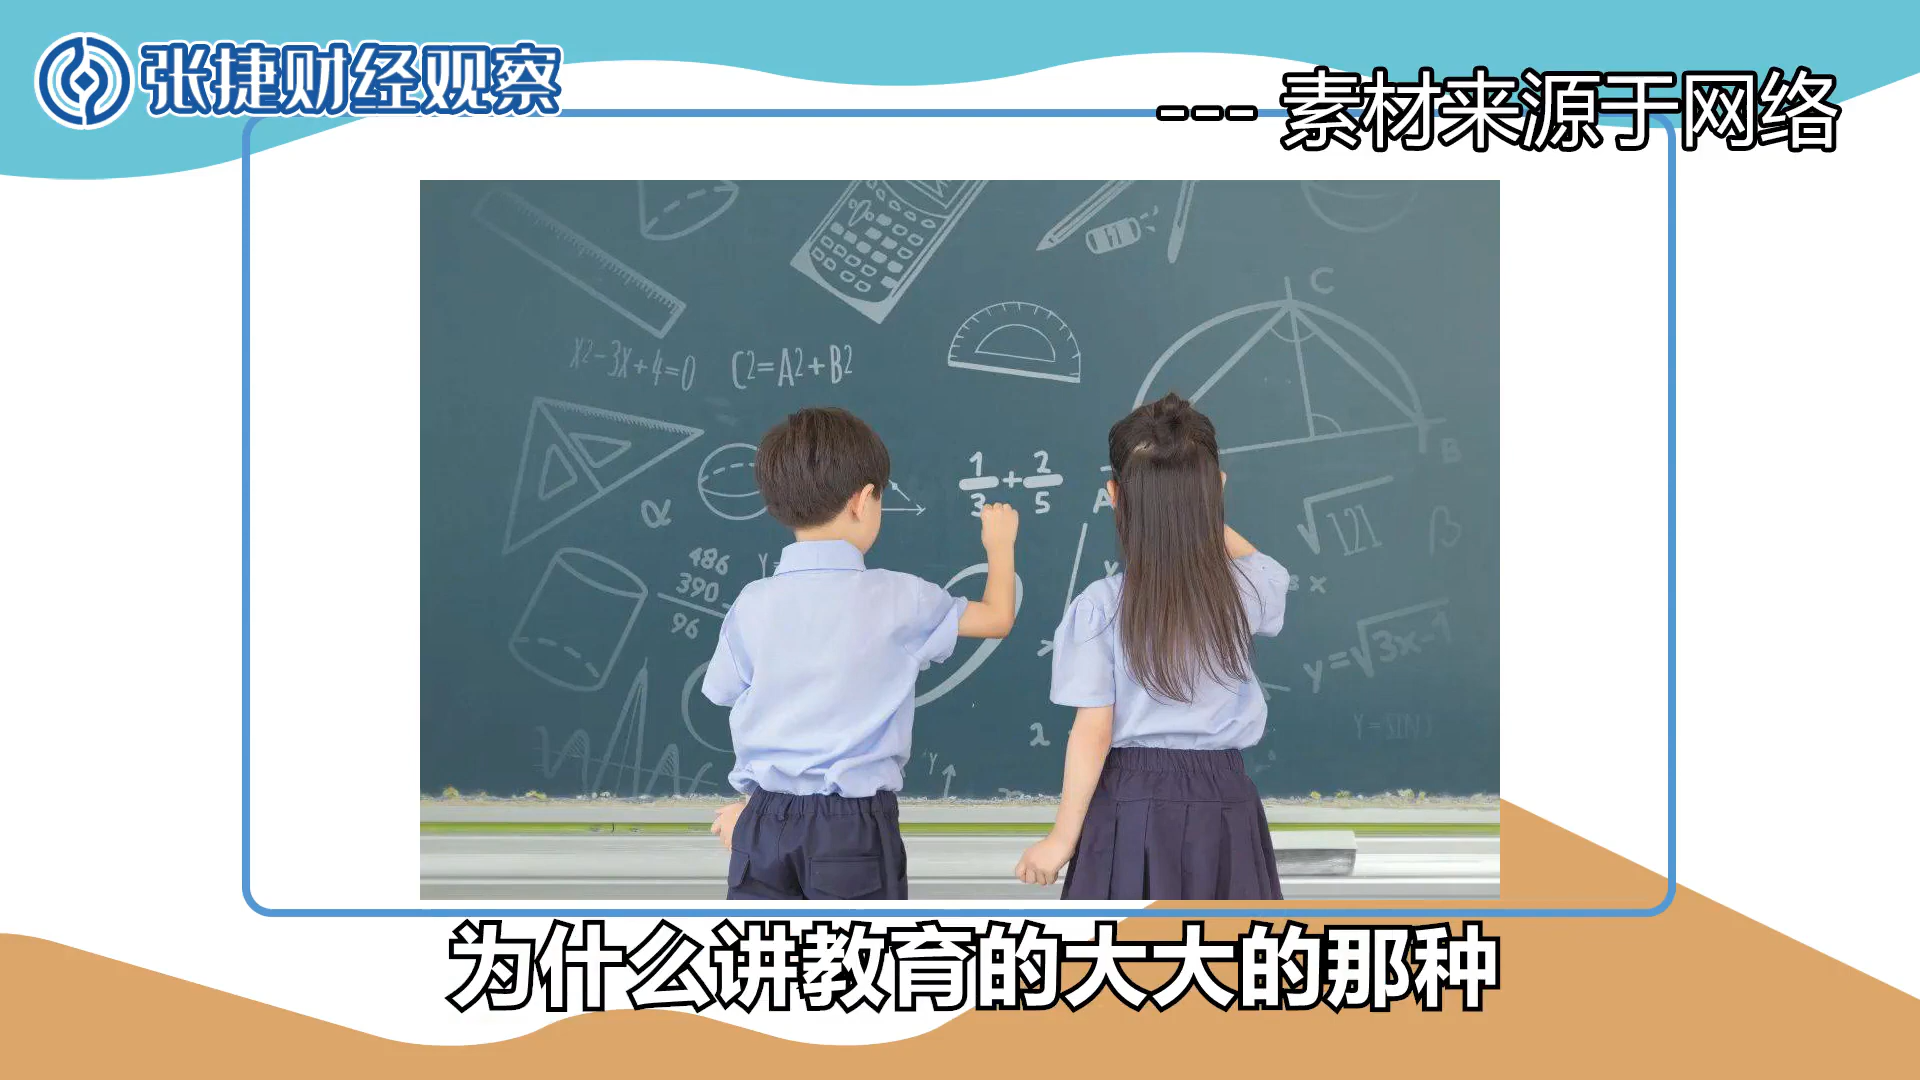 张捷财经观察
--- 素材来源于网络
C
x²-3x+4=0 C²=A²+B²
1/3+2/5
B
A
α
√121
β
486
390
96
Y=
x
y=√3x-1
Y=SIN
Y
为什么讲教育的大大的那种